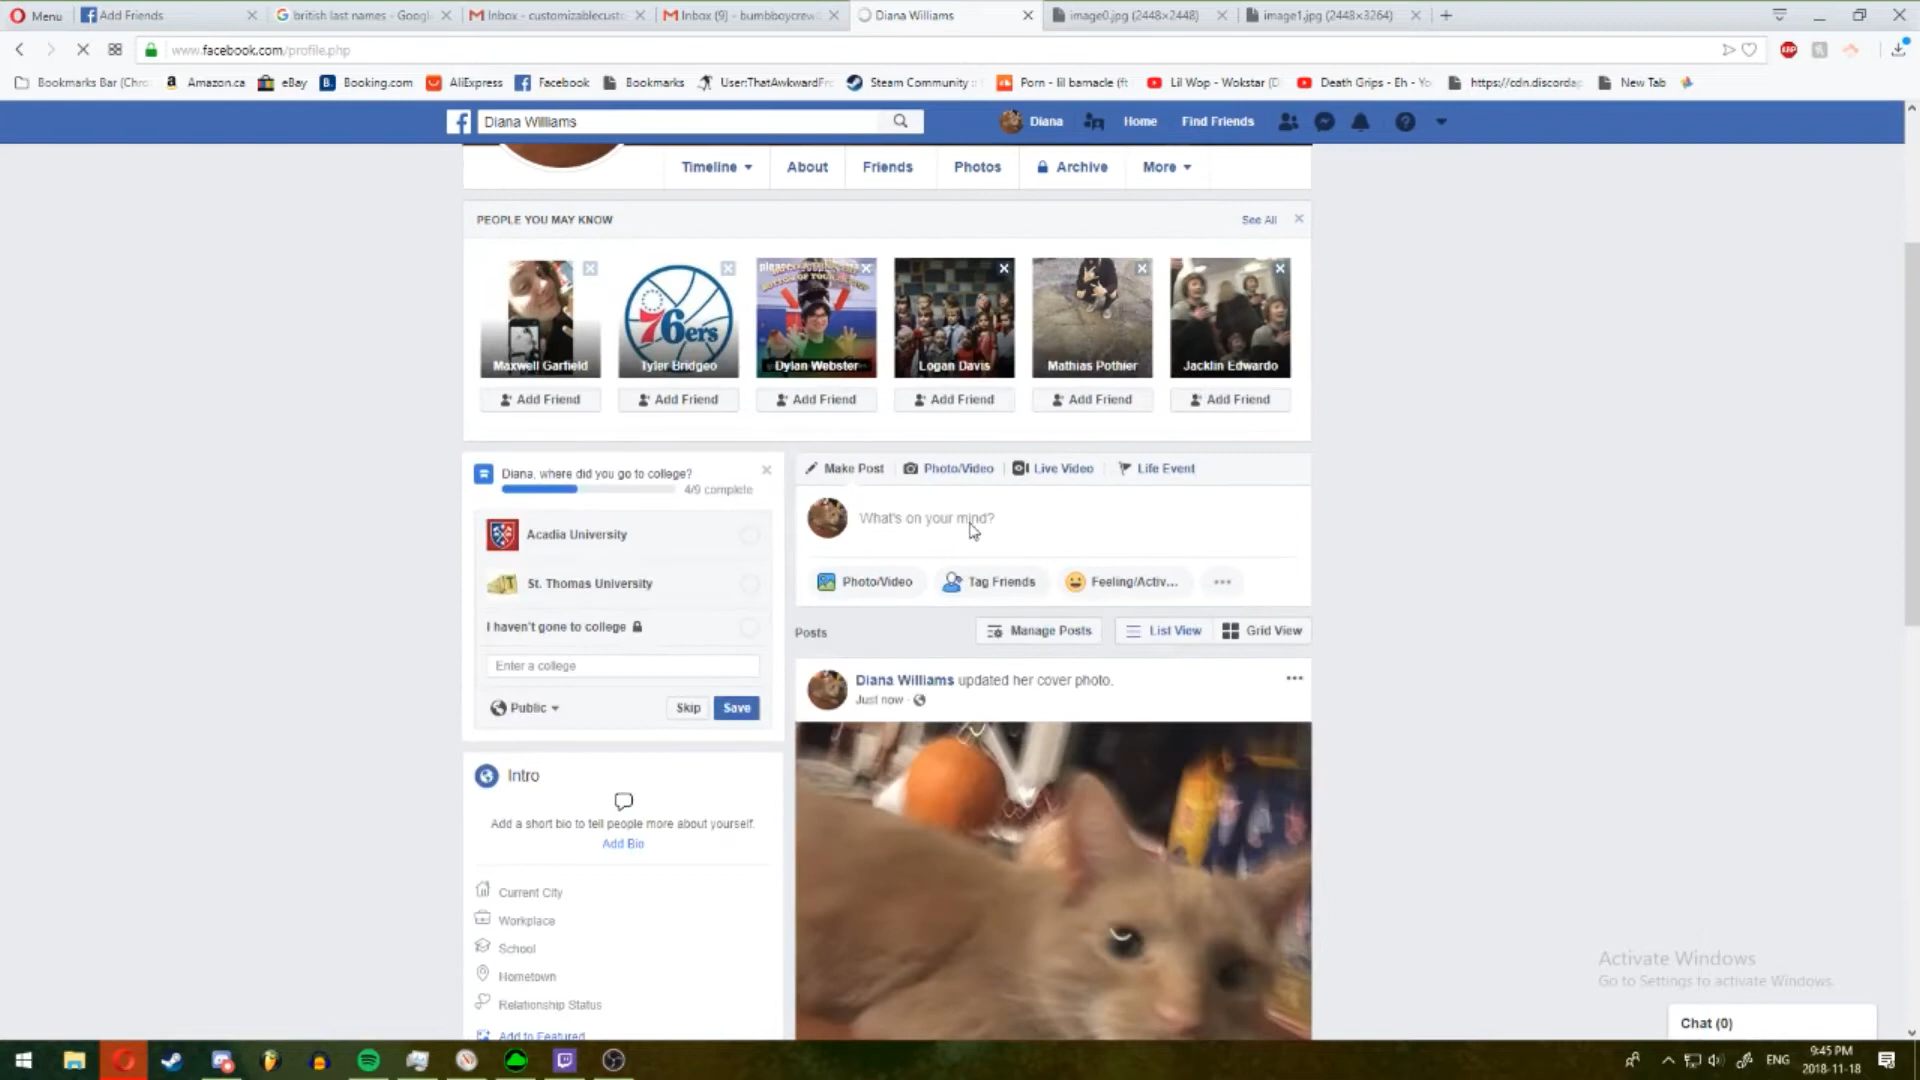 Menu
Add Friends
british last names - Googl
Inbox - customizablecust
Inbox (9) - bumbboycrew
Diana Williams
image0.jpg (2448×2448)
image1.jpg (2448×3264)
www.facebook.com/profile.php
Bookmarks Bar (Chro
Amazon.ca
eBay
Booking.com
AliExpress
Facebook
Bookmarks
User:ThatAwkwardFr
Steam Community ::
Porn - lil barnacle (ft
Lil Wop - Wokstar (D
Death Grips - Eh - Yo
https://cdn.discordap
New Tab
Diana Williams
Diana
Home
Find Friends
Timeline
About
Friends
Photos
Archive
More
PEOPLE YOU MAY KNOW
See All
76ers
Maxwell Garfield
Tyler Bridgeo
Dylan Webster
Logan Davis
Mathias Pothier
Jacklin Edwardo
Add Friend
Add Friend
Add Friend
Add Friend
Add Friend
Add Friend
Diana, where did you go to college?
4/9 complete
Acadia University
St. Thomas University
I haven't gone to college
Enter a college
Public
Skip
Save
Make Post
Photo/Video
Live Video
Life Event
What's on your mind?
Photo/Video
Tag Friends
Feeling/Activ...
Posts
Manage Posts
List View
Grid View
Diana Williams updated her cover photo.
Just now ·
Intro
Add a short bio to tell people more about yourself.
Add Bio
Current City
Workplace
School
Hometown
Relationship Status
Add to Featured
Activate Windows
Go to Settings to activate Windows.
Chat (0)
ENG
9:45 PM
2018-11-18